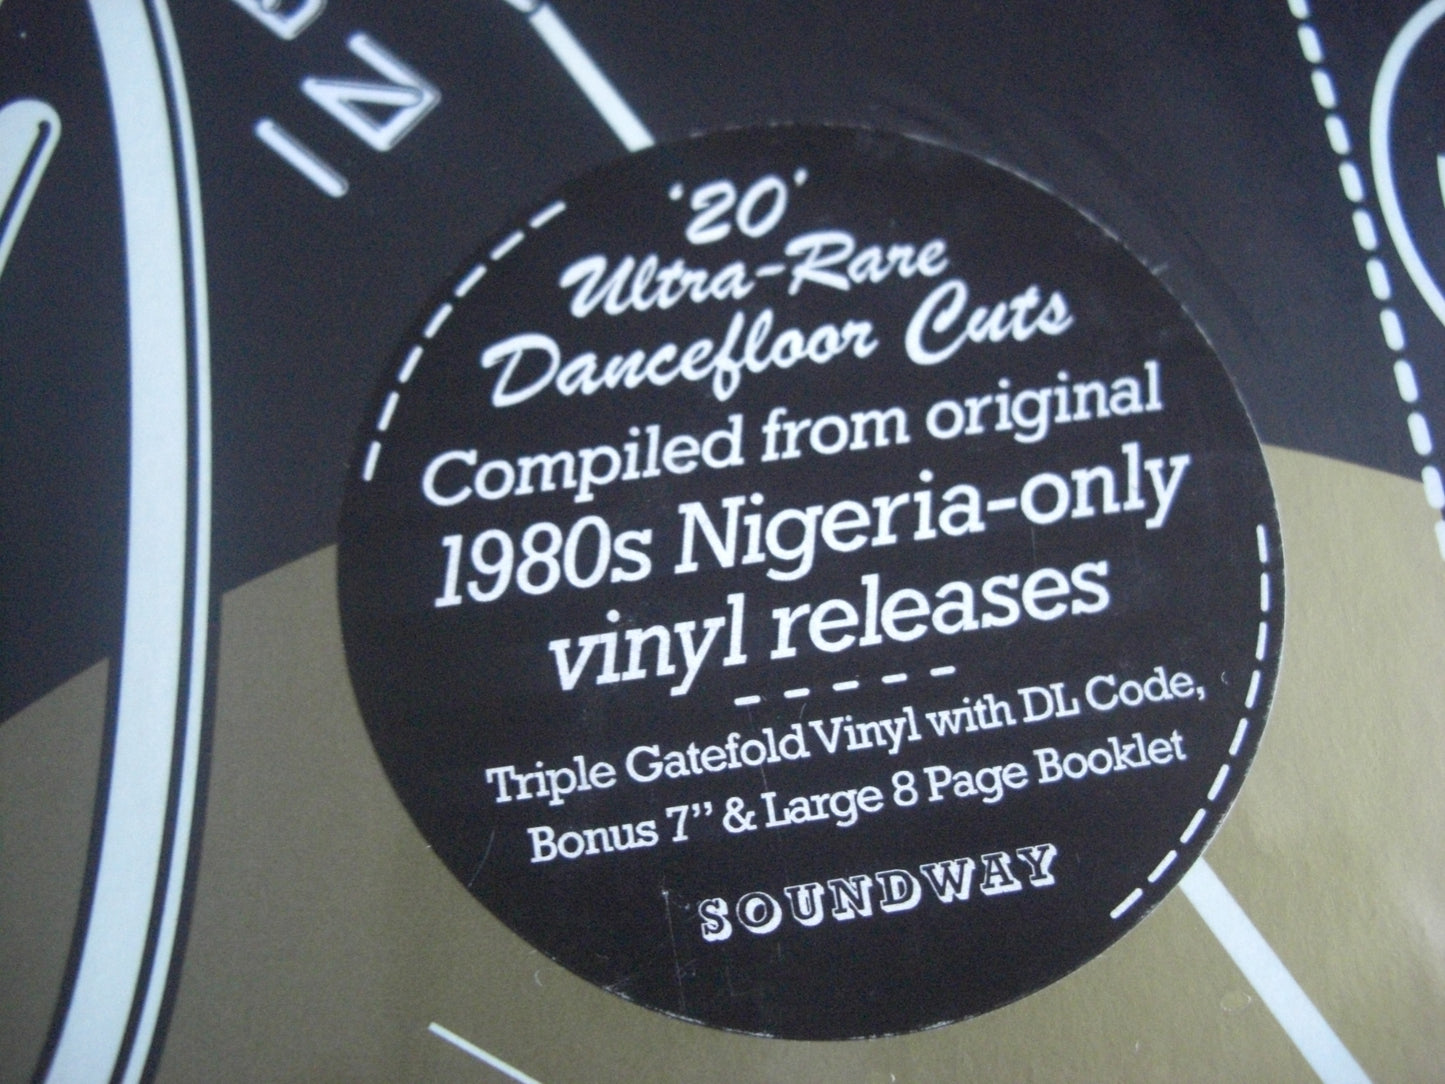 IN
'20'
Ultra-Rare
Dancefloor Cuts
Compiled from original
1980s Nigeria-only
vinyl releases
Triple Gatefold Vinyl with DL Code,
Bonus 7” & Large 8 Page Booklet
SOUNDWAY